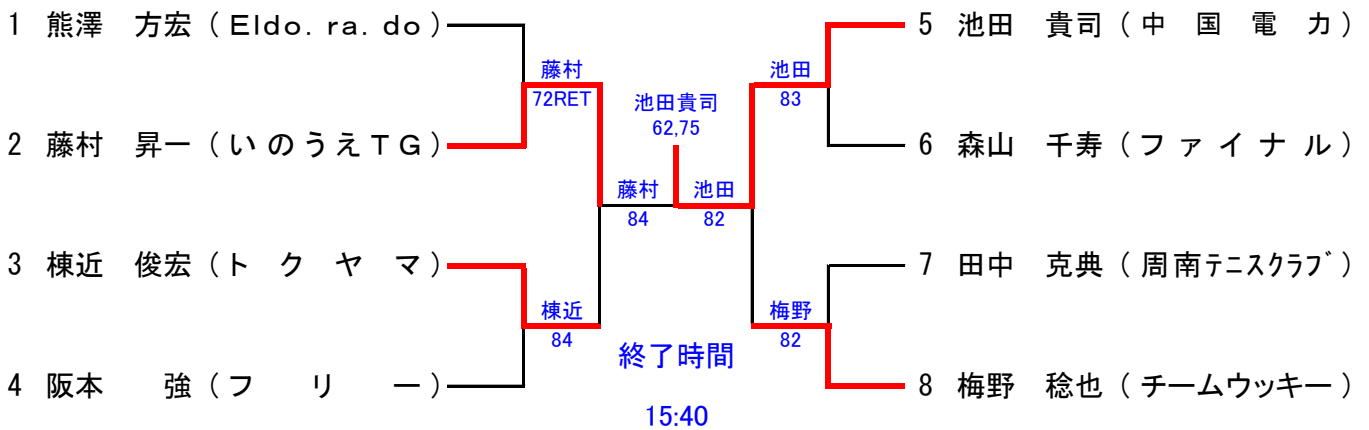 1 熊澤 方宏 (Eldo.ra.do)
5 池田 貴司 (中国電力)
藤村
72RET
池田
83
池田貴司
62,75
2 藤村 昇一 (いのうえTG)
6 森山 千寿 (ファイナル)
藤村
84
池田
82
3 棟近 俊宏 (トクヤマ)
7 田中 克典 (周南ﾃﾆｽｸﾗﾌﾞ)
棟近
84
梅野
82
終了時間
4 阪本 強 (フリー)
8 梅野 稔也 (チームウッキー)
15:40